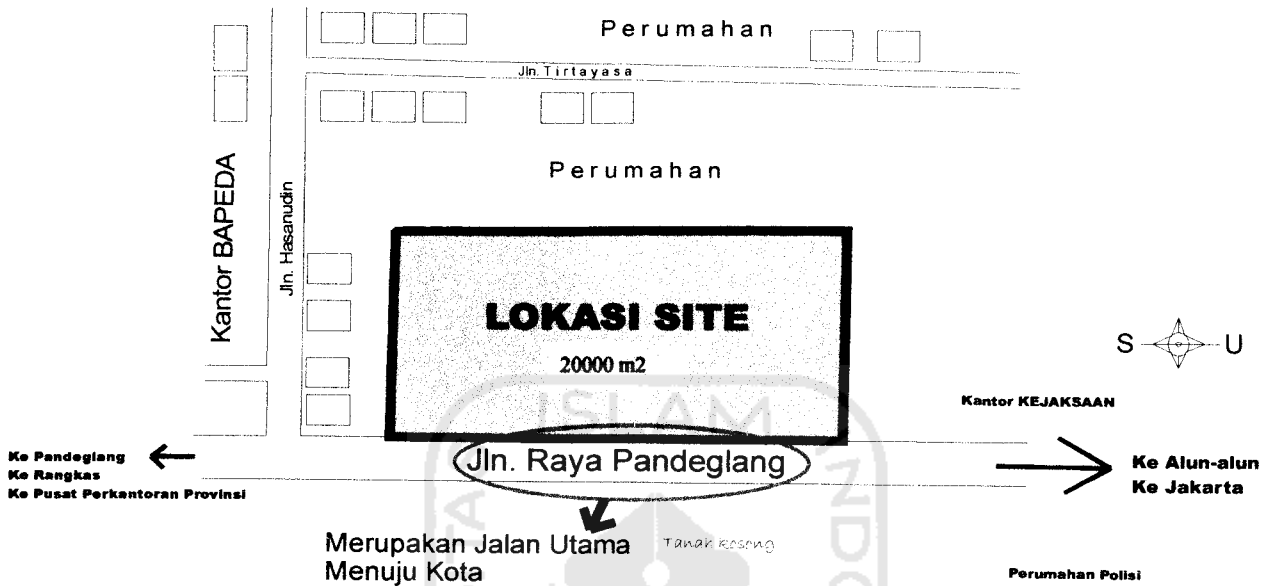 Perumahan
Jln. Tirtayasa
Perumahan
Kantor BAPEDA
Jln. Hasanudin
LOKASI SITE
20000 m2
S
U
Kantor KEJAKSAAN
ISLAM
Ke Pandeglang
Ke Rangkas
Ke Pusat Perkantoran Provinsi
Jln. Raya Pandeglang
Ke Alun-alun
Ke Jakarta
Merupakan Jalan Utama
Menuju Kota
Tanah Kosong
Perumahan Polisi